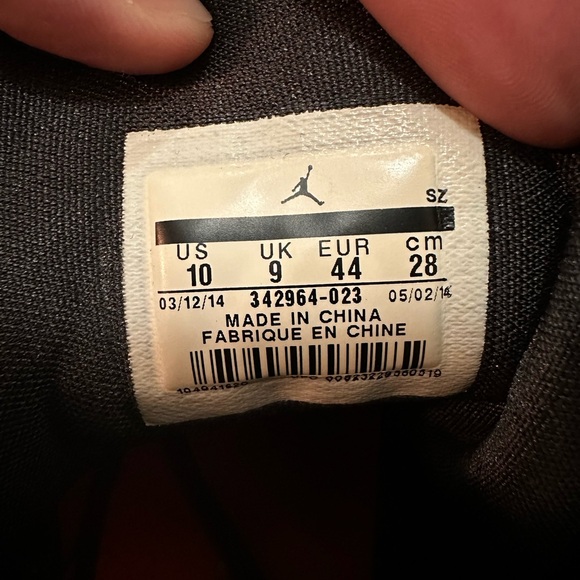 SZ
US UK EUR cm
10 9 44 28
03/12/14 342964-023 05/02/14
MADE IN CHINA
FABRIQUE EN CHINE